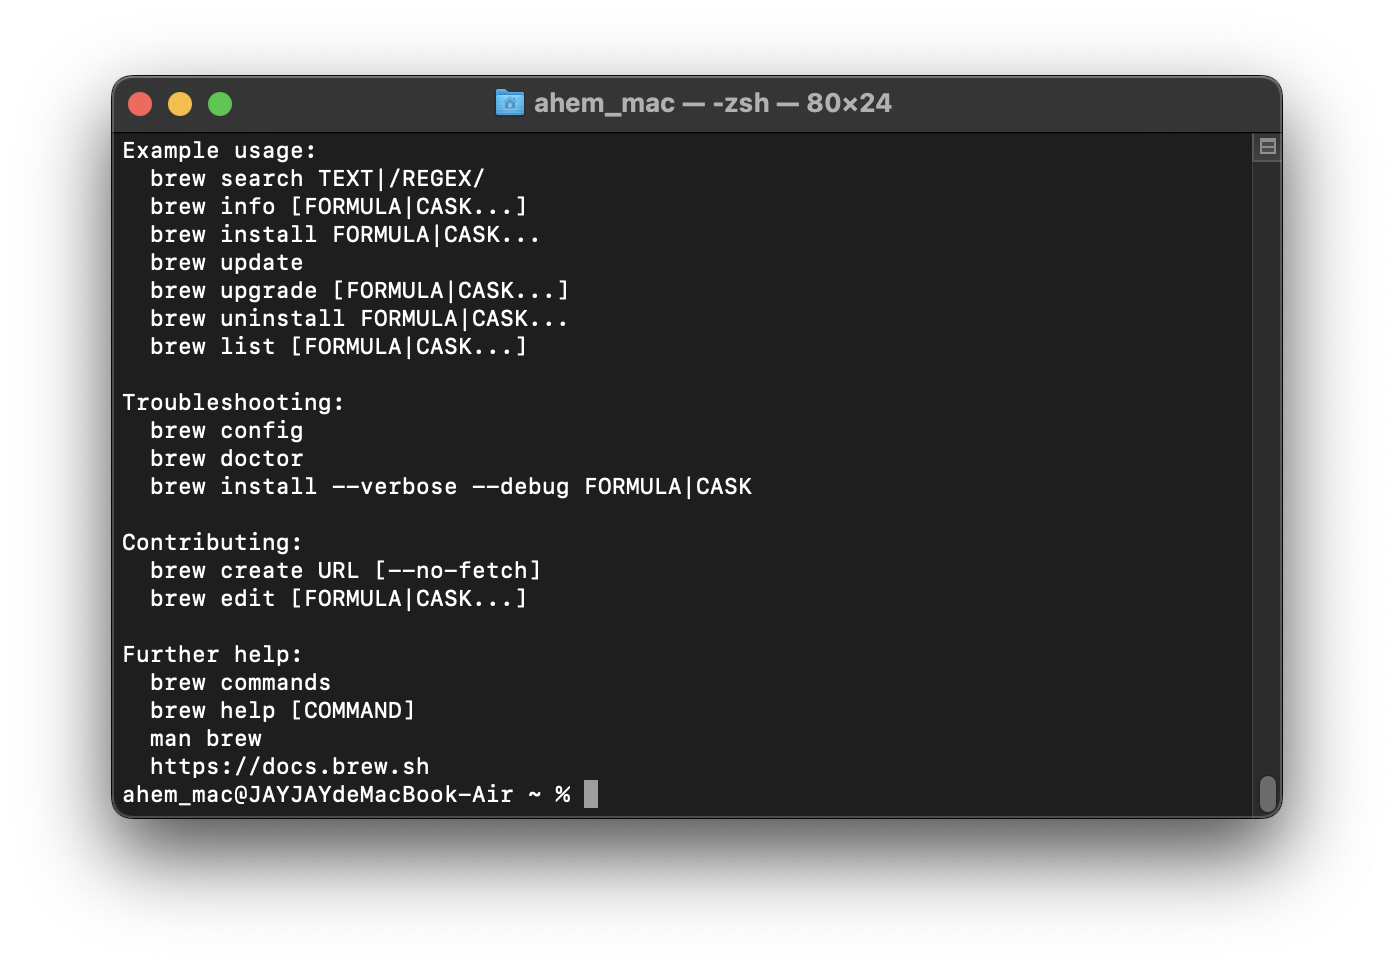 ahem_mac — -zsh — 80×24
Example usage:
  brew search TEXT|/REGEX/
  brew info [FORMULA|CASK...]
  brew install FORMULA|CASK...
  brew update
  brew upgrade [FORMULA|CASK...]
  brew uninstall FORMULA|CASK...
  brew list [FORMULA|CASK...]

Troubleshooting:
  brew config
  brew doctor
  brew install --verbose --debug FORMULA|CASK

Contributing:
  brew create URL [--no-fetch]
  brew edit [FORMULA|CASK...]

Further help:
  brew commands
  brew help [COMMAND]
  man brew
  https://docs.brew.sh
ahem_mac@JAYJAYdeMacBook-Air ~ %